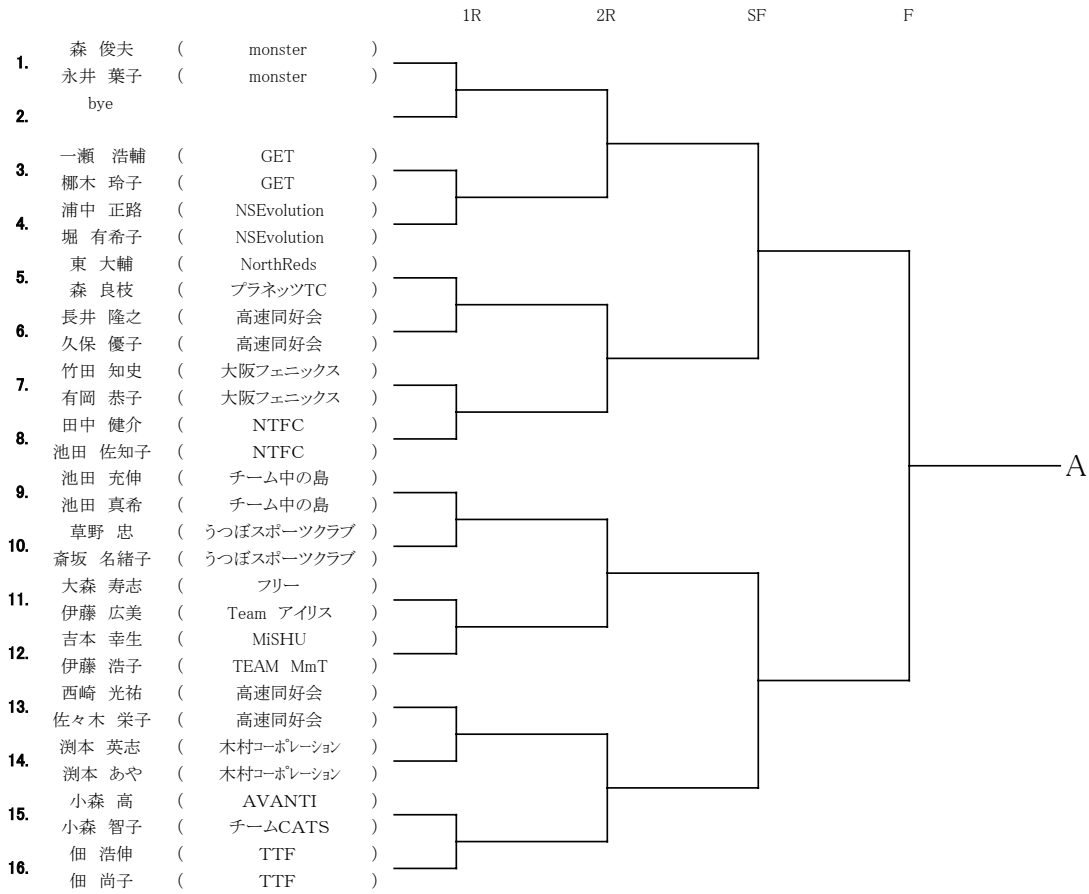 1R 2R SF F
森 俊夫 ( monster )
1.
永井 葉子 ( monster )
bye
2.
一瀬 浩輔 ( GET )
3.
梛木 玲子 ( GET )
浦中 正路 ( NSEvolution )
4.
堀 有希子 ( NSEvolution )
東 大輔 ( NorthReds )
5.
森 良枝 ( プラネッツTC )
長井 隆之 ( 高速同好会 )
6.
久保 優子 ( 高速同好会 )
竹田 知史 ( 大阪フェニックス )
7.
有岡 恭子 ( 大阪フェニックス )
田中 健介 ( NTFC )
8.
池田 佐知子 ( NTFC )
A
池田 充伸 ( チーム中の島 )
9.
池田 真希 ( チーム中の島 )
草野 忠 ( うつぼスポーツクラブ )
10.
斎坂 名緒子 ( うつぼスポーツクラブ )
大森 寿志 ( フリー )
11.
伊藤 広美 ( Team アイリス )
吉本 幸生 ( MiSHU )
12.
伊藤 浩子 ( TEAM MmT )
西崎 光祐 ( 高速同好会 )
13.
佐々木 栄子 ( 高速同好会 )
渕本 英志 ( 木村コーポレーション )
14.
渕本 あや ( 木村コーポレーション )
小森 高 ( AVANTI )
15.
小森 智子 ( チームCATS )
佃 浩伸 ( TTF )
16.
佃 尚子 ( TTF )